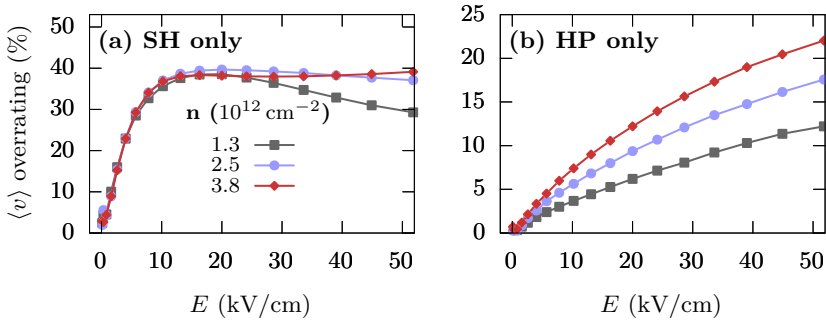 (a) SH only
⟨v⟩ overrating (%)
50
40
30
20
10
0
n (10¹² cm⁻²)
1.3
2.5
3.8
0 10 20 30 40 50
E (kV/cm)
(b) HP only
25
20
15
10
5
0
0 10 20 30 40 50
E (kV/cm)